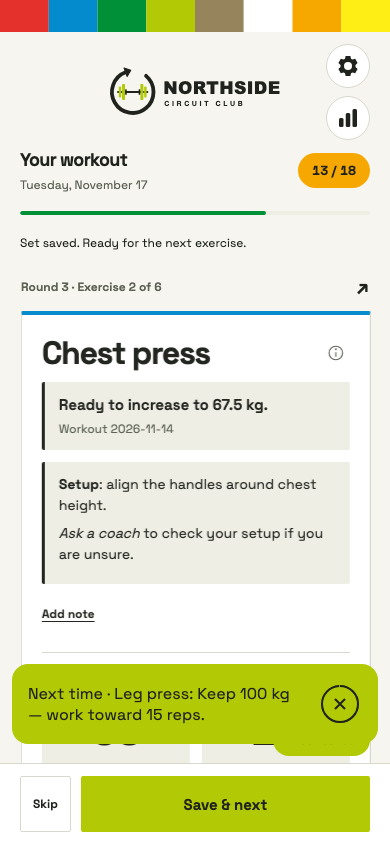 NORTHSIDE
CIRCUIT CLUB
Your workout
Tuesday, November 17
13 / 18
Set saved. Ready for the next exercise.
Round 3 · Exercise 2 of 6
Chest press
Ready to increase to 67.5 kg.
Workout 2026-11-14
Setup: align the handles around chest
height.
Ask a coach to check your setup if you
are unsure.
Add note
Next time · Leg press: Keep 100 kg
— work toward 15 reps.
Skip
Save & next